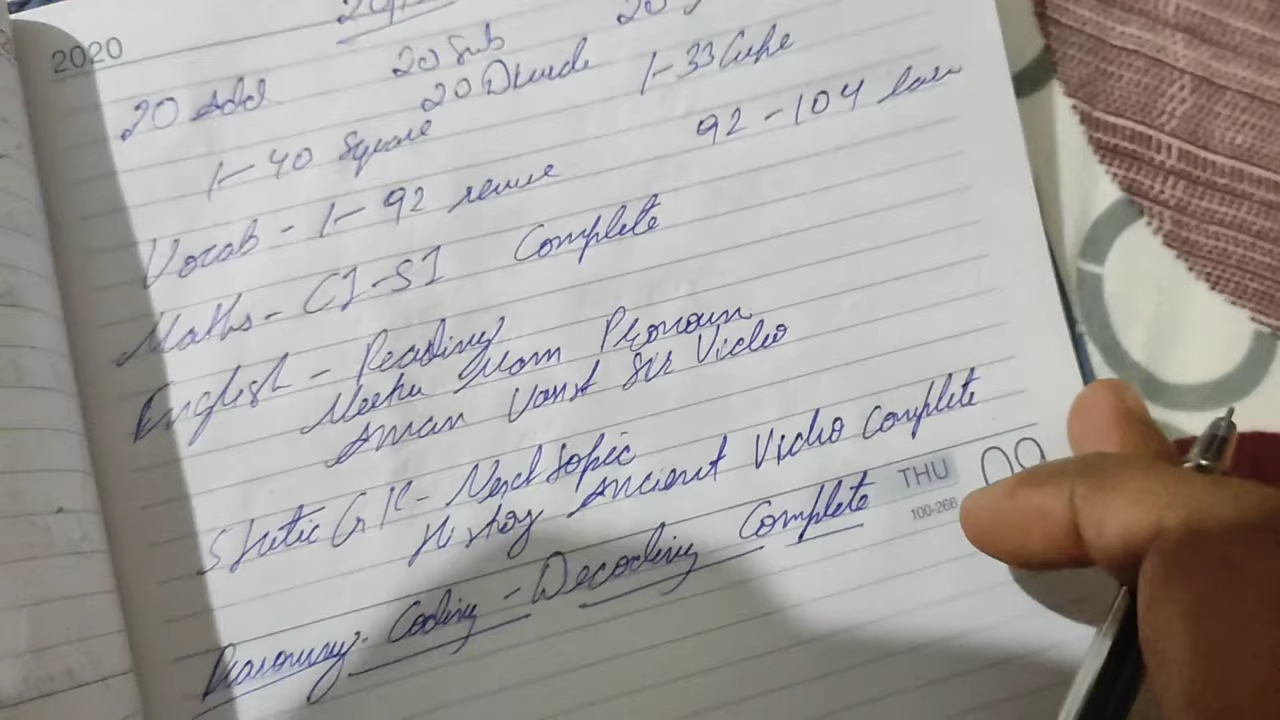 2020
20 Add 20 Sub
20 Divide 1-33 Cube
1-40 Square
92-104
Vocab - 1-92 revise
Maths - CI-SI Complete
English - Reading
Neetu Mam Pronoun
Aman Vasist Sir Video
Static GK - Next topic
History Ancient Video Complete
THU 09
100-266
Reasoning - Coding - Decoding Complete